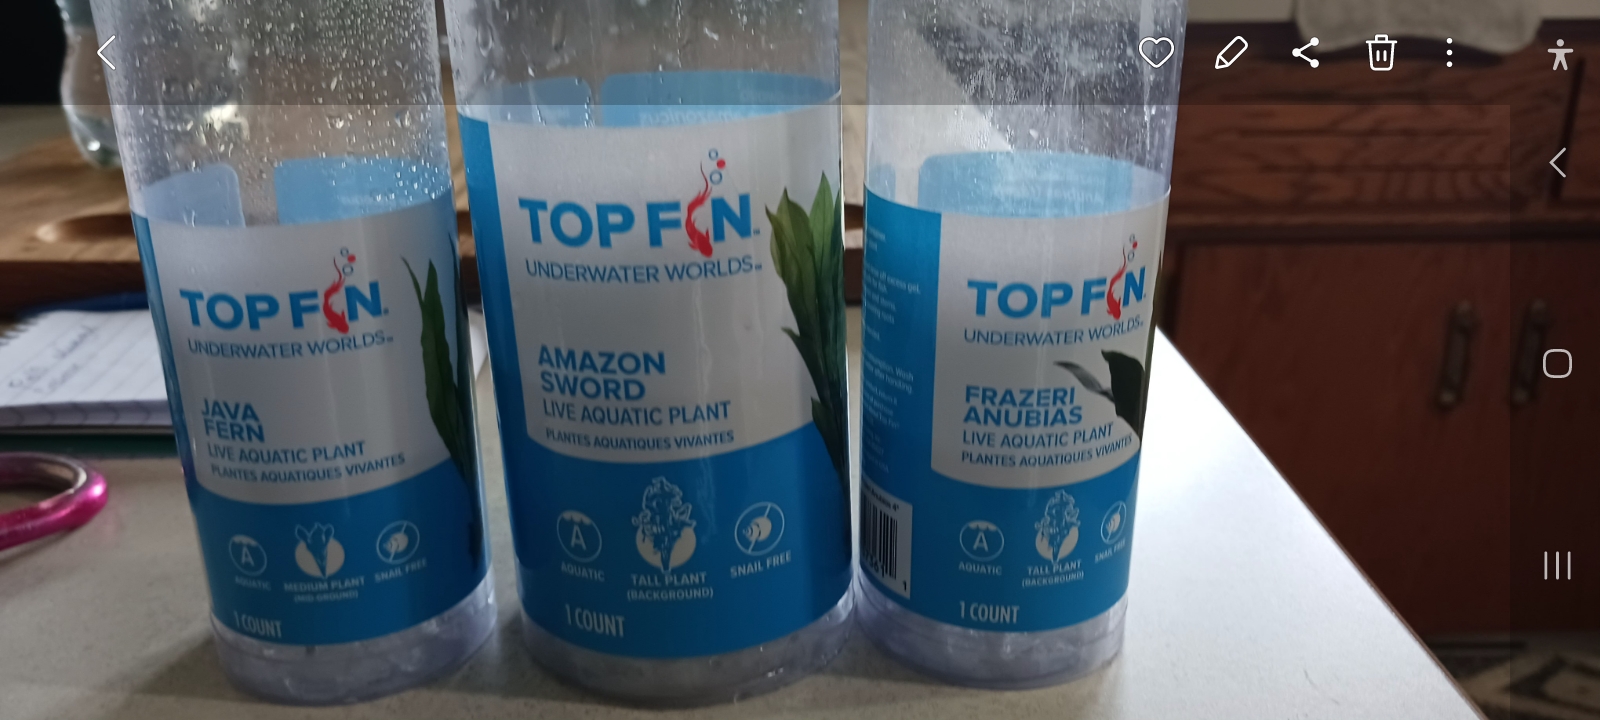 TOP FIN
UNDERWATER WORLDS
JAVA
FERN
LIVE AQUATIC PLANT
PLANTES AQUATIQUES VIVANTES
A
AQUATIC
MEDIUM PLANT
(MID-GROUND)
SNAIL FREE
1 COUNT
TOP FIN
UNDERWATER WORLDS
AMAZON
SWORD
LIVE AQUATIC PLANT
PLANTES AQUATIQUES VIVANTES
A
AQUATIC
TALL PLANT
(BACKGROUND)
SNAIL FREE
1 COUNT
TOP FIN
UNDERWATER WORLDS
FRAZERI
ANUBIAS
LIVE AQUATIC PLANT
PLANTES AQUATIQUES VIVANTES
A
AQUATIC
TALL PLANT
(BACKGROUND)
SNAIL FREE
1 COUNT